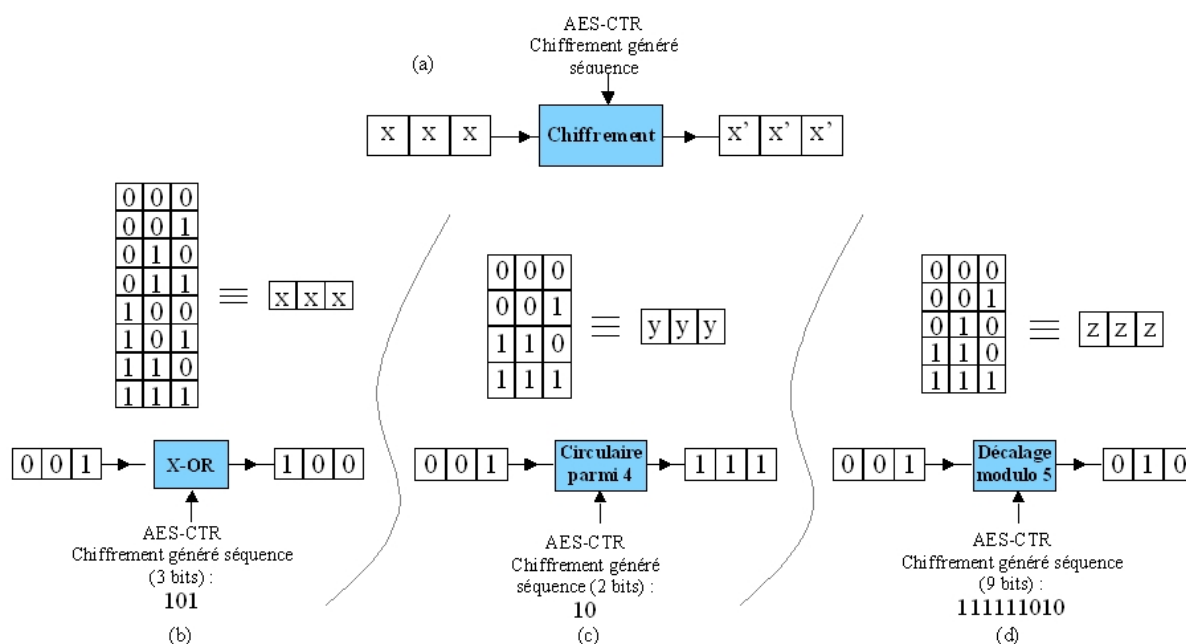 AES-CTR
Chiffrement généré
séquence
(a)
x x x
Chiffrement
x' x' x'
0 0 0
0 0 1
0 1 0
0 1 1
1 0 0
1 0 1
1 1 0
1 1 1
≡
x x x
0 0 1
X-OR
1 0 0
AES-CTR
Chiffrement généré séquence
(3 bits) :
101
(b)
0 0 0
0 0 1
1 1 0
1 1 1
≡
y y y
0 0 1
Circulaire
parmi 4
1 1 1
AES-CTR
Chiffrement généré
séquence (2 bits) :
10
(c)
0 0 0
0 0 1
0 1 0
1 1 0
1 1 1
≡
z z z
0 0 1
Décalage
modulo 5
0 1 0
AES-CTR
Chiffrement généré séquence
(9 bits) :
111111010
(d)